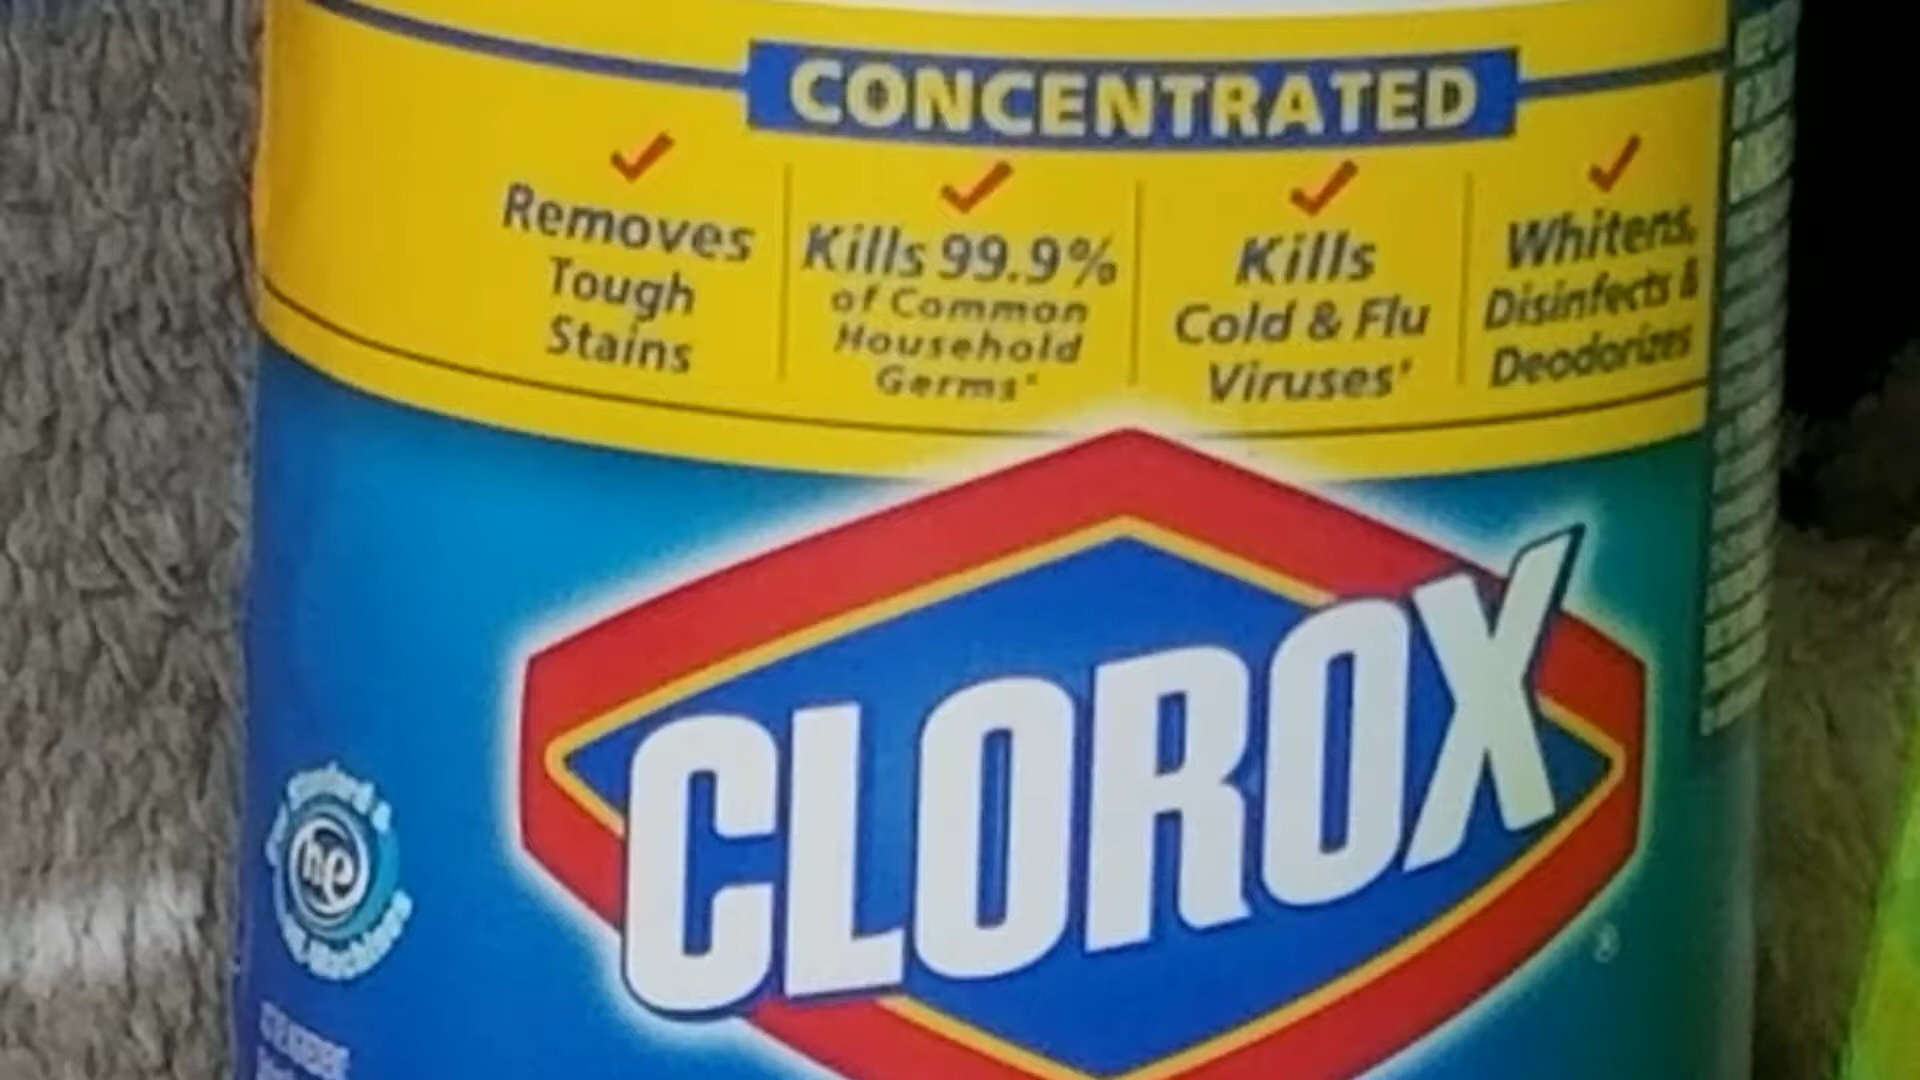 CONCENTRATED
Removes
Tough
Stains
Kills 99.9%
of Common
Household
Germs*
Kills
Cold & Flu
Viruses*
Whitens,
Disinfects &
Deodorizes
CLOROX
®
he